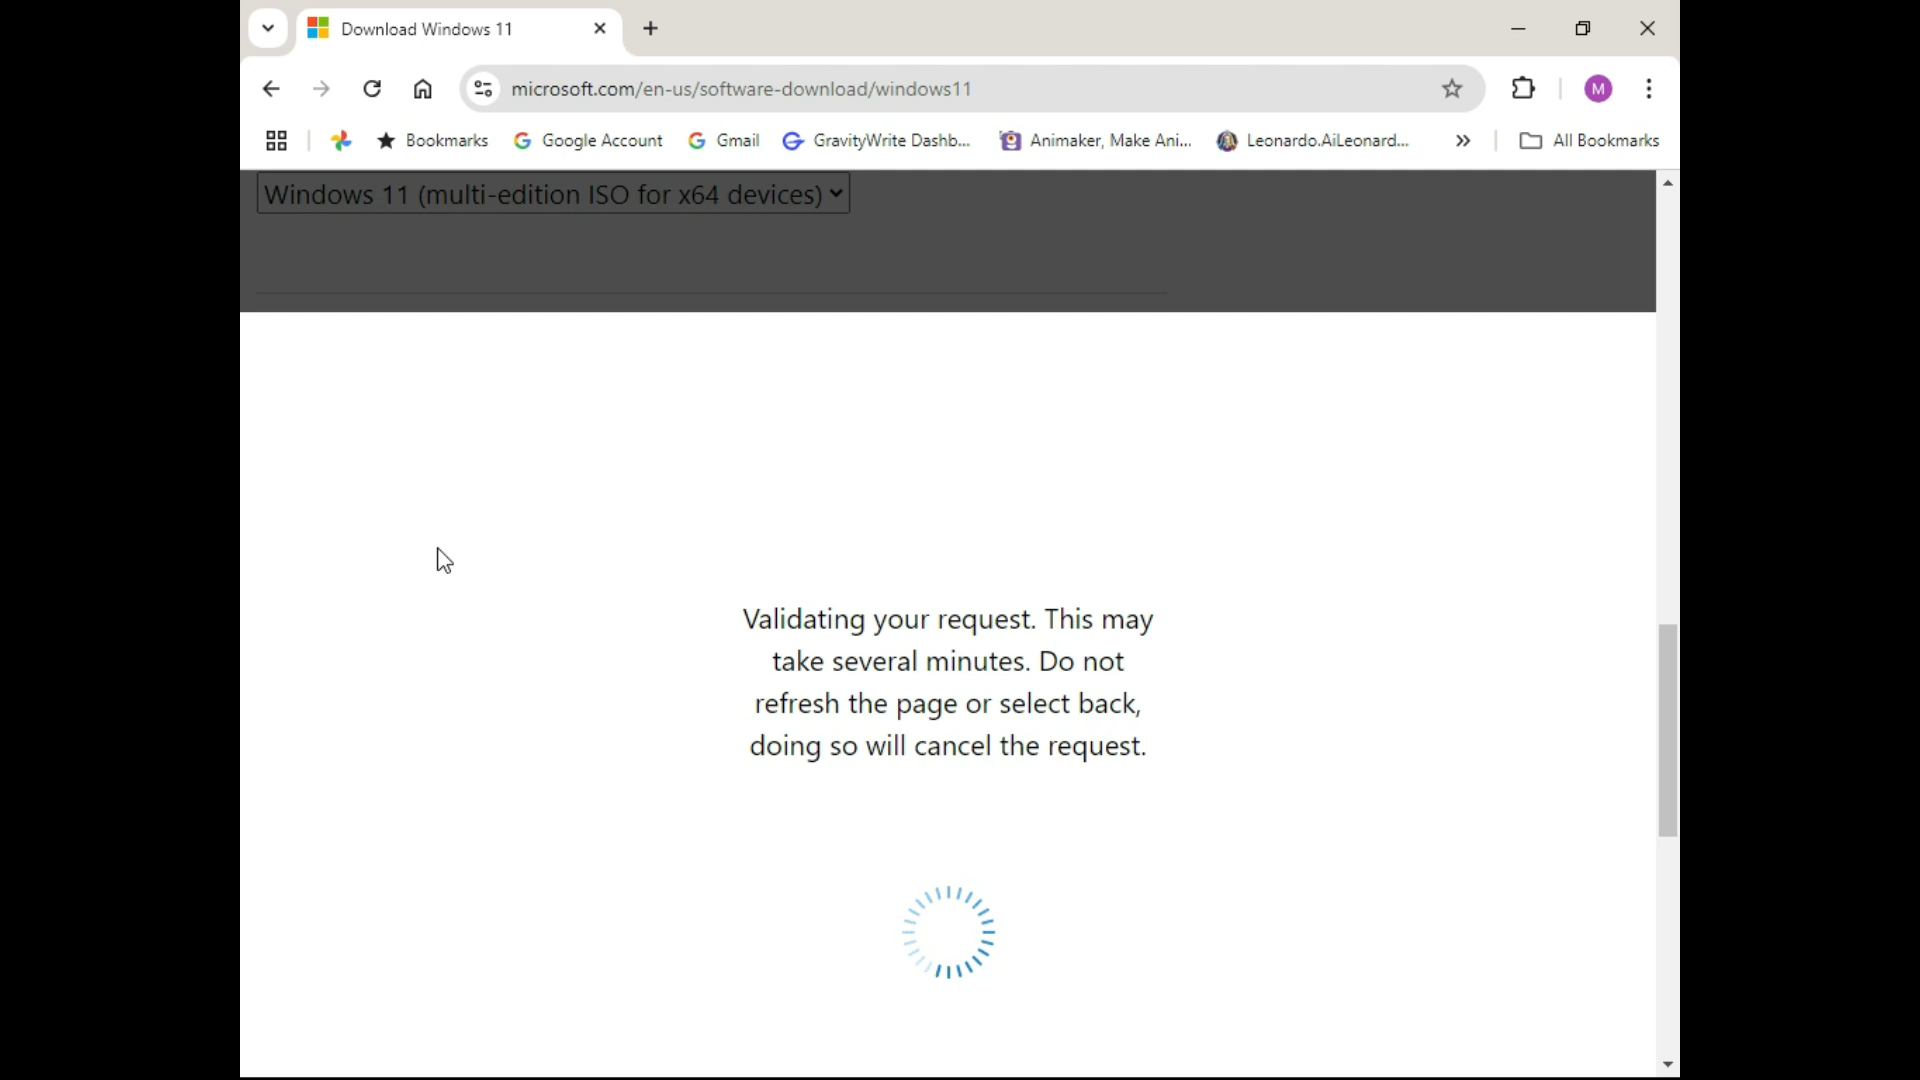 Download Windows 11
microsoft.com/en-us/software-download/windows11
M
Bookmarks
Google Account
Gmail
GravityWrite Dashb...
Animaker, Make Ani...
Leonardo.AiLeonard...
All Bookmarks
Windows 11 (multi-edition ISO for x64 devices)
Validating your request. This may
take several minutes. Do not
refresh the page or select back,
doing so will cancel the request.